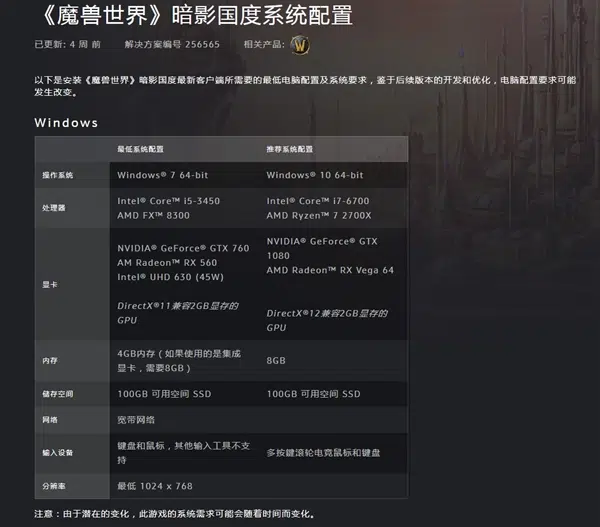 《魔兽世界》暗影国度系统配置
已更新: 4 周 前 解决方案编号 256565 相关产品:
以下是安装《魔兽世界》暗影国度最新客户端所需要的最低电脑配置及系统要求，鉴于后续版本的开发和优化，电脑配置要求可能
发生改变。
Windows
最低系统配置 推荐系统配置
操作系统 Windows® 7 64-bit Windows® 10 64-bit
处理器 Intel® Core™ i5-3450 Intel® Core™ i7-6700
AMD FX™ 8300 AMD Ryzen™ 7 2700X
显卡
NVIDIA® GeForce® GTX 760
AM Radeon™ RX 560
Intel® UHD 630 (45W)
DirectX®11兼容2GB显存的
GPU
NVIDIA® GeForce® GTX
1080
AMD Radeon™ RX Vega 64
DirectX®12兼容2GB显存的
GPU
内存
4GB内存（如果使用的是集成
显卡，需要8GB）
8GB
储存空间 100GB 可用空间 SSD 100GB 可用空间 SSD
网络 宽带网络
输入设备
键盘和鼠标，其他输入工具不支
持
多按键滚轮电竞鼠标和键盘
分辨率 最低 1024 x 768
注意：由于潜在的变化，此游戏的系统需求可能会随着时间而变化。